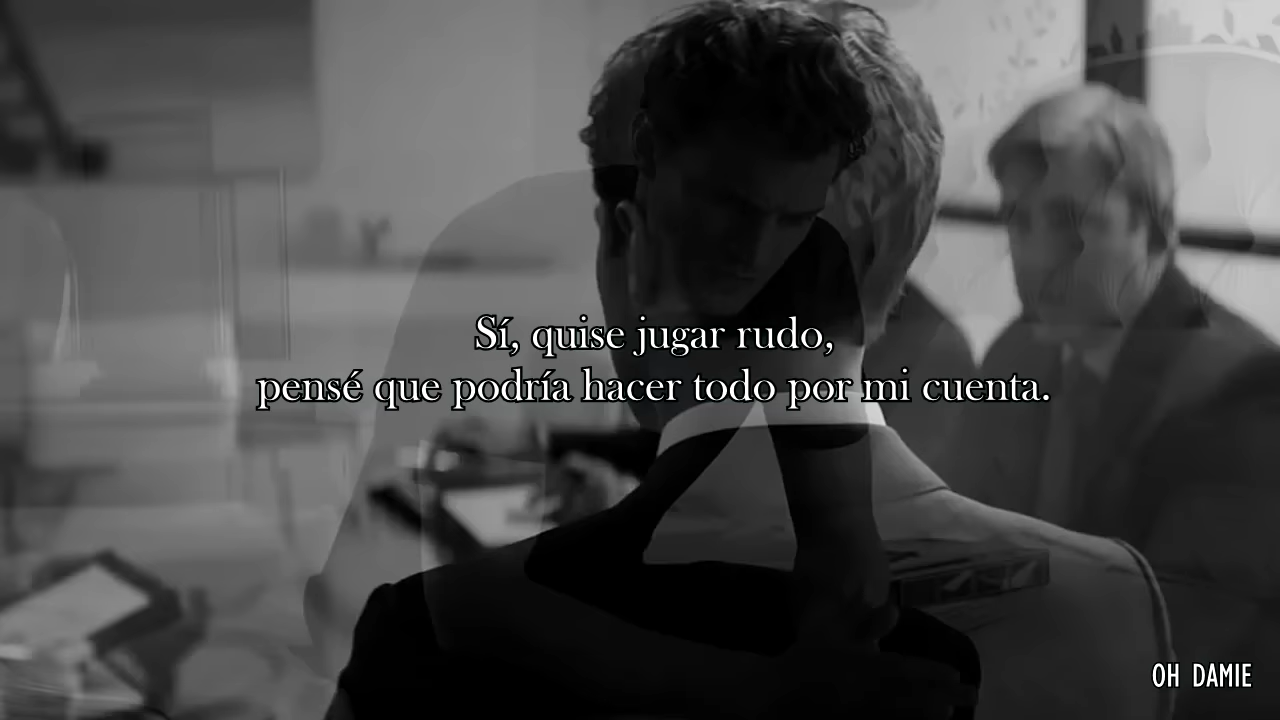 Sí, quise jugar rudo,
pensé que podría hacer todo por mi cuenta.
OH DAMIE